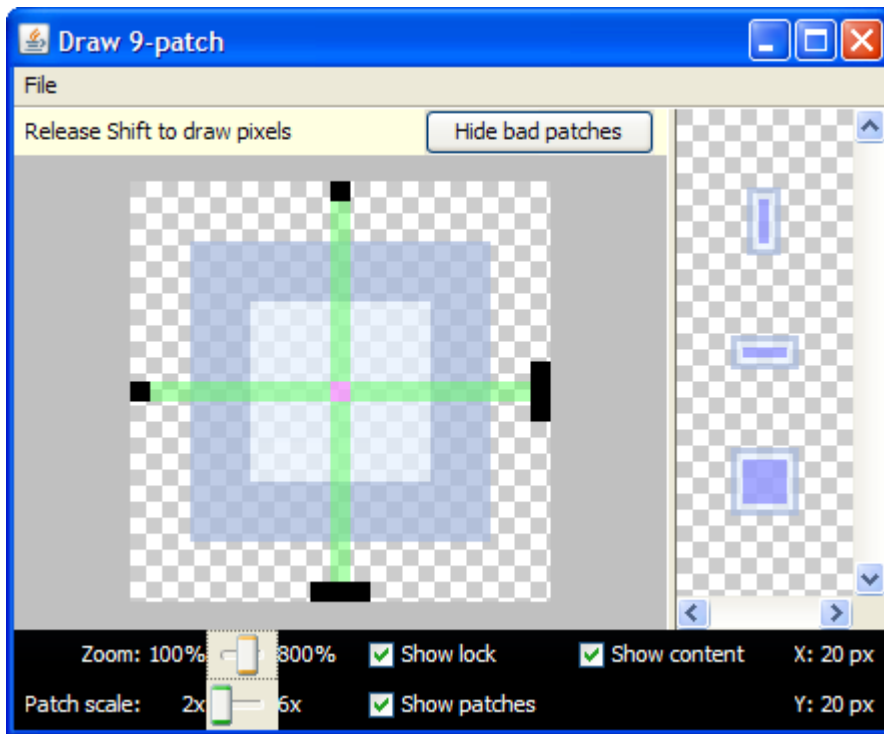 Draw 9-patch
File
Release Shift to draw pixels Hide bad patches
Zoom: 100% 800% Show lock Show content X: 20 px
Patch scale: 2x 6x Show patches Y: 20 px